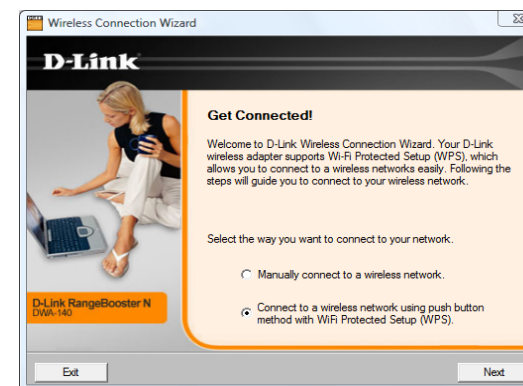 Wireless Connection Wizard
D-Link
Get Connected!
Welcome to D-Link Wireless Connection Wizard. Your D-Link
wireless adapter supports Wi-Fi Protected Setup (WPS), which
allows you to connect to a wireless networks easily. Following the
steps will guide you to connect to your wireless network.
Select the way you want to connect to your network.
Manually connect to a wireless network.
Connect to a wireless network using push button
method with WiFi Protected Setup (WPS).
D-Link RangeBooster N
DWA-140
Exit
Next